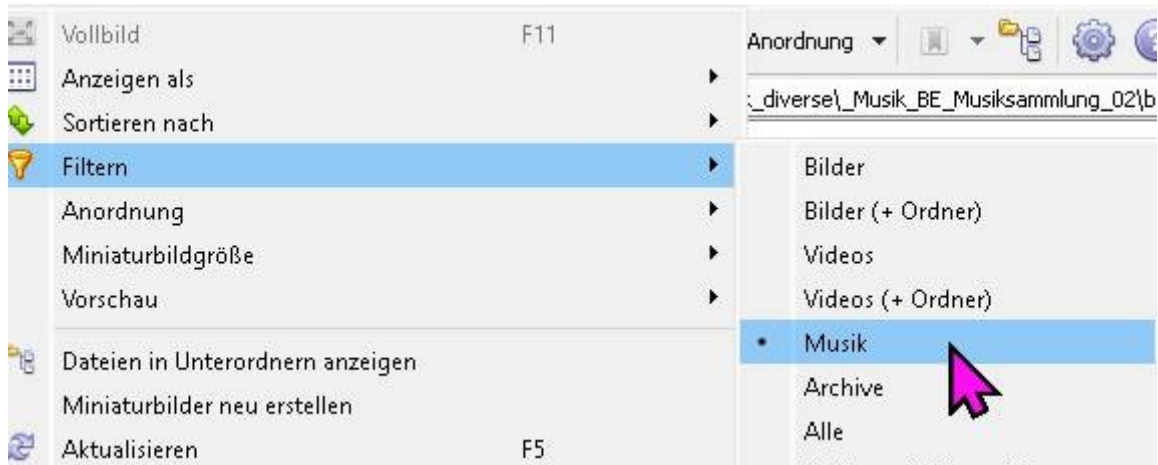 Vollbild F11
Anzeigen als
Sortieren nach
Filtern
Anordnung
Miniaturbildgröße
Vorschau
Dateien in Unterordnern anzeigen
Miniaturbilder neu erstellen
Aktualisieren F5
Anordnung
_diverse\_Musik_BE_Musiksammlung_02\b
Bilder
Bilder (+ Ordner)
Videos
Videos (+ Ordner)
Musik
Archive
Alle